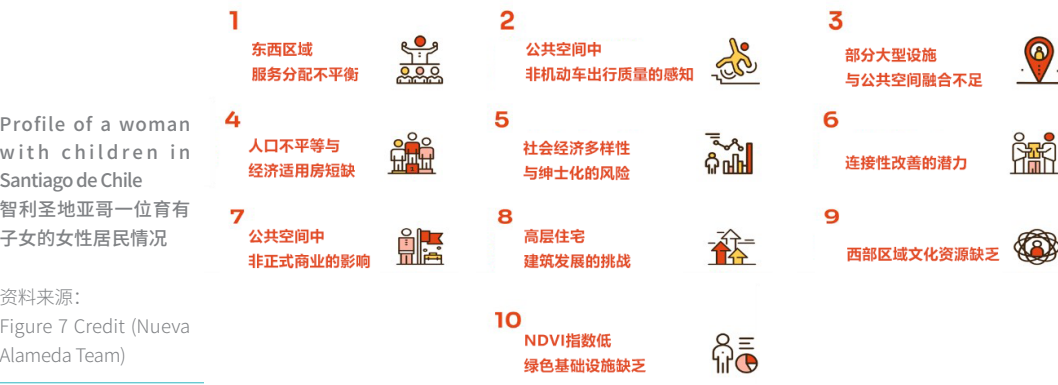 Profile of a woman
with children in
Santiago de Chile
智利圣地亚哥一位育有
子女的女性居民情况
资料来源：
Figure 7 Credit (Nueva
Alameda Team)
1
东西区域
服务分配不平衡
2
公共空间中
非机动车出行质量的感知
3
部分大型设施
与公共空间融合不足
4
人口不平等与
经济适用房短缺
5
社会经济多样性
与绅士化的风险
6
连接性改善的潜力
7
公共空间中
非正式商业的影响
8
高层住宅
建筑发展的挑战
9
西部区域文化资源缺乏
10
NDVI指数低
绿色基础设施缺乏